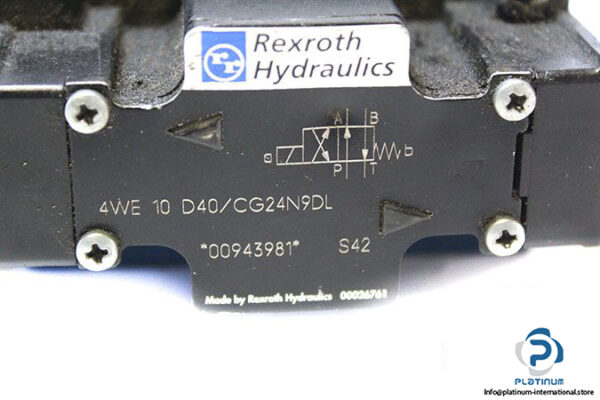 Rexroth
Hydraulics
A B
a b
P T
4WE 10 D40/CG24N9DL
*00943981* S42
Made by Rexroth Hydraulics 00026761
PLATINUM
Info@platinum-international.store